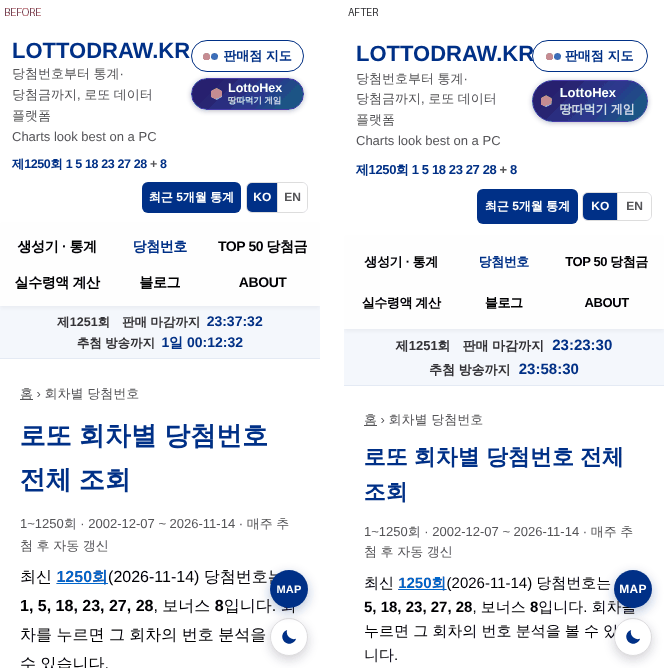 BEFORE
LOTTODRAW.KR
판매점 지도
당첨번호부터 통계·
당첨금까지, 로또 데이터
플랫폼
LottoHex
땅따먹기 게임
Charts look best on a PC
제1250회 1 5 18 23 27 28 + 8
최근 5개월 통계
KO
EN
생성기 · 통계
당첨번호
TOP 50 당첨금
실수령액 계산
블로그
ABOUT
제1251회 판매 마감까지 23:37:32
추첨 방송까지 1일 00:12:32
홈 › 회차별 당첨번호
로또 회차별 당첨번호
전체 조회
1~1250회 · 2002-12-07 ~ 2026-11-14 · 매주 추
첨 후 자동 갱신
최신 1250회(2026-11-14) 당첨번호는
1, 5, 18, 23, 27, 28, 보너스 8입니다. 회
차를 누르면 그 회차의 번호 분석을
수 있습니다.
MAP
AFTER
LOTTODRAW.KR
판매점 지도
당첨번호부터 통계·
당첨금까지, 로또 데이터
플랫폼
LottoHex
땅따먹기 게임
Charts look best on a PC
제1250회 1 5 18 23 27 28 + 8
최근 5개월 통계
KO
EN
생성기 · 통계
당첨번호
TOP 50 당첨금
실수령액 계산
블로그
ABOUT
제1251회 판매 마감까지 23:23:30
추첨 방송까지 23:58:30
홈 › 회차별 당첨번호
로또 회차별 당첨번호 전체
조회
1~1250회 · 2002-12-07 ~ 2026-11-14 · 매주 추
첨 후 자동 갱신
최신 1250회(2026-11-14) 당첨번호는
5, 18, 23, 27, 28, 보너스 8입니다. 회차를
누르면 그 회차의 번호 분석을 볼 수 있
니다.
MAP